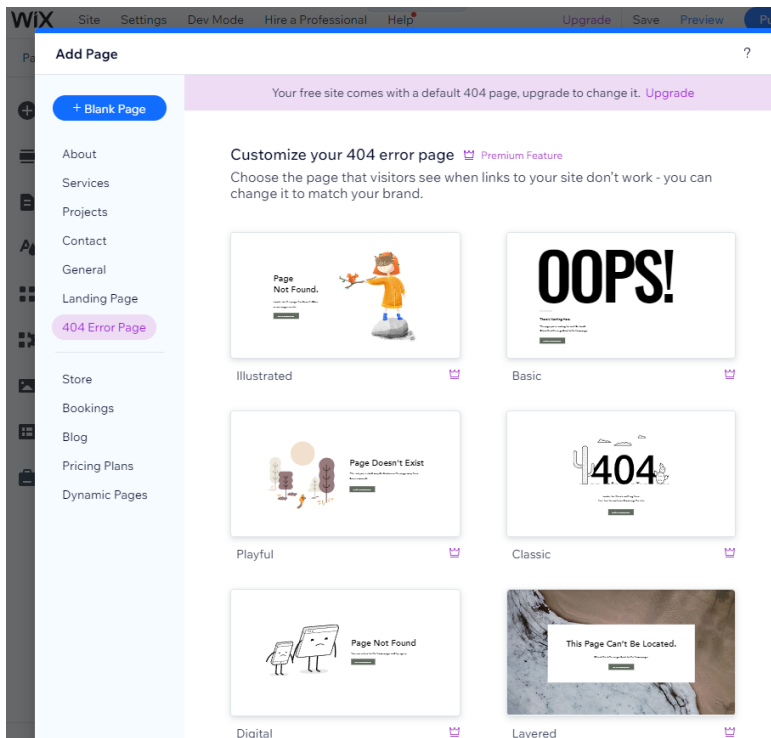 WiX Site Settings Dev Mode Hire a Professional Help Upgrade Save Preview Pu
Pa
Add Page ?
Your free site comes with a default 404 page, upgrade to change it. Upgrade
+ Blank Page
About
Services
Projects
Contact
General
Landing Page
404 Error Page
Store
Bookings
Blog
Pricing Plans
Dynamic Pages
Customize your 404 error page Premium Feature
Choose the page that visitors see when links to your site don't work - you can
change it to match your brand.
Page
Not Found.
Illustrated
OOPS!
There's Nothing Here
Basic
Page Doesn't Exist
Playful
404
Classic
Page Not Found
Digital
This Page Can't Be Located.
Layered